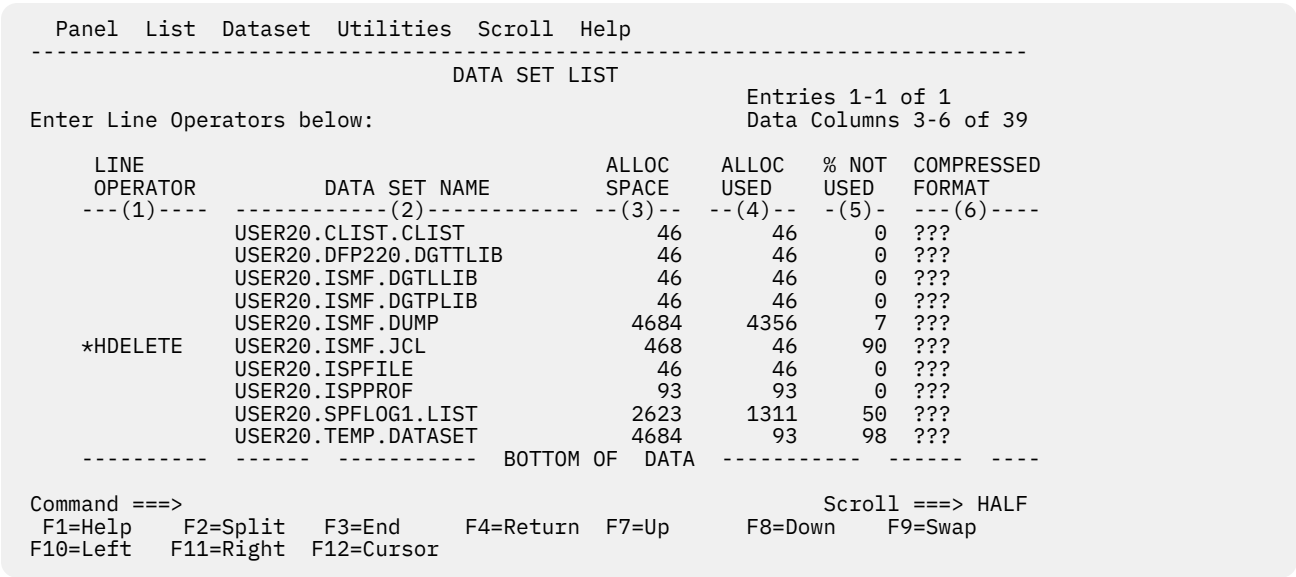 Panel  List  Dataset  Utilities  Scroll  Help
------------------------------------------------------------------------------
DATA SET LIST
Entries 1-1 of 1
Enter Line Operators below:                             Data Columns 3-6 of 39
LINE                                    ALLOC    ALLOC   % NOT  COMPRESSED
OPERATOR          DATA SET NAME         SPACE    USED    USED   FORMAT
---(1)----  ------------(2)------------ --(3)--  --(4)--  -(5)-  ---(6)----
USER20.CLIST.CLIST               46       46      0  ???
USER20.DFP220.DGTTLIB            46       46      0  ???
USER20.ISMF.DGTLLIB              46       46      0  ???
USER20.ISMF.DGTPLIB              46       46      0  ???
USER20.ISMF.DUMP               4684     4356      7  ???
*HDELETE    USER20.ISMF.JCL                 468       46     90  ???
USER20.ISPFILE                   46       46      0  ???
USER20.ISPPROF                   93       93      0  ???
USER20.SPFLOG1.LIST            2623     1311     50  ???
USER20.TEMP.DATASET            4684       93     98  ???
----------  ------  -----------  BOTTOM OF  DATA  -----------  ------  ----
Command ===>                                                  Scroll ===> HALF
F1=Help    F2=Split   F3=End     F4=Return  F7=Up      F8=Down    F9=Swap
F10=Left   F11=Right  F12=Cursor